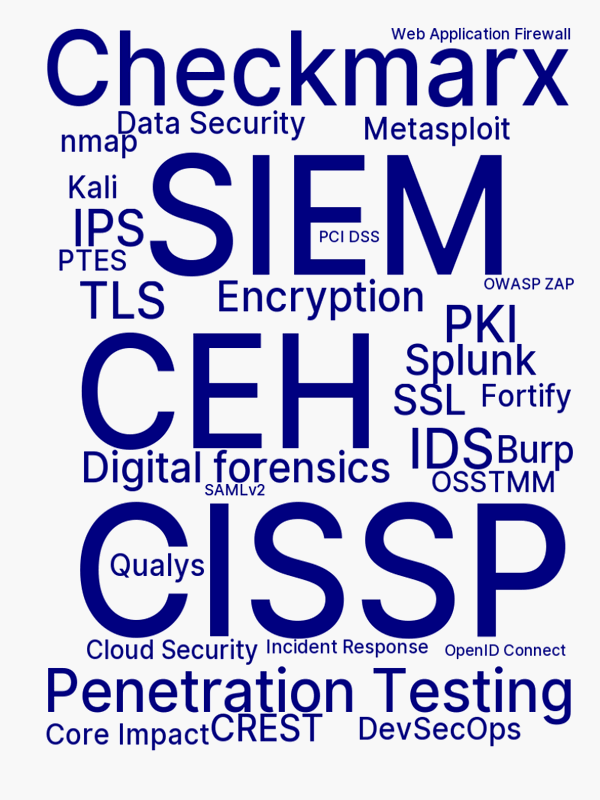 Web Application Firewall
Checkmarx
Data Security
Metasploit
nmap
Kali
SIEM
IPS
PCI DSS
PTES
OWASP ZAP
TLS
Encryption
PKI
Splunk
CEH
SSL
Fortify
IDS
Burp
Digital forensics
OSSTMM
SAMLv2
CISSP
Qualys
Cloud Security
Incident Response
OpenID Connect
Penetration Testing
Core Impact
CREST
DevSecOps